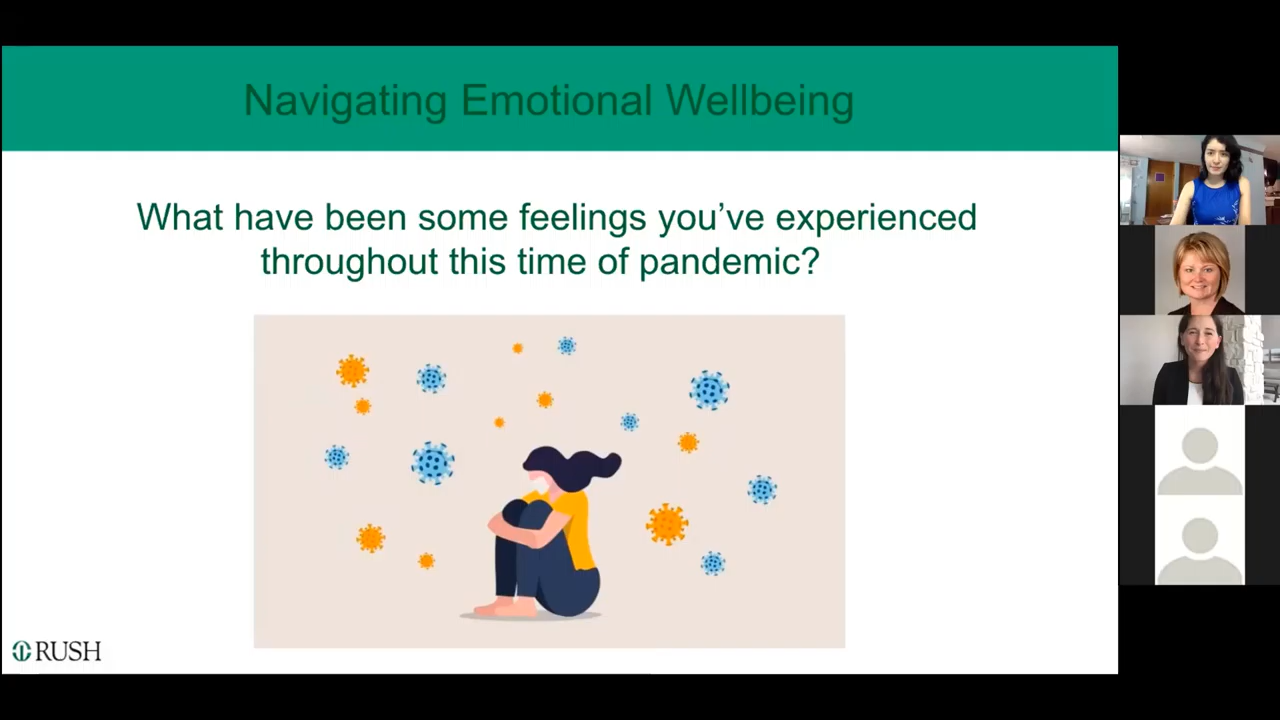 Navigating Emotional Wellbeing
What have been some feelings you’ve experienced
throughout this time of pandemic?
RUSH